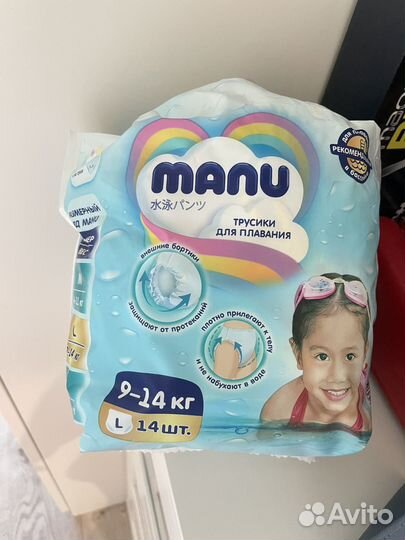 manu
水泳パンツ
ТРУСИКИ
ДЛЯ ПЛАВАНИЯ
РЕКОМЕН
внешние бортики
защищают от протеканий
плотно прилегают к телу
и не набухают в воде
L
9-14 кг
L 14 шт.
Avito